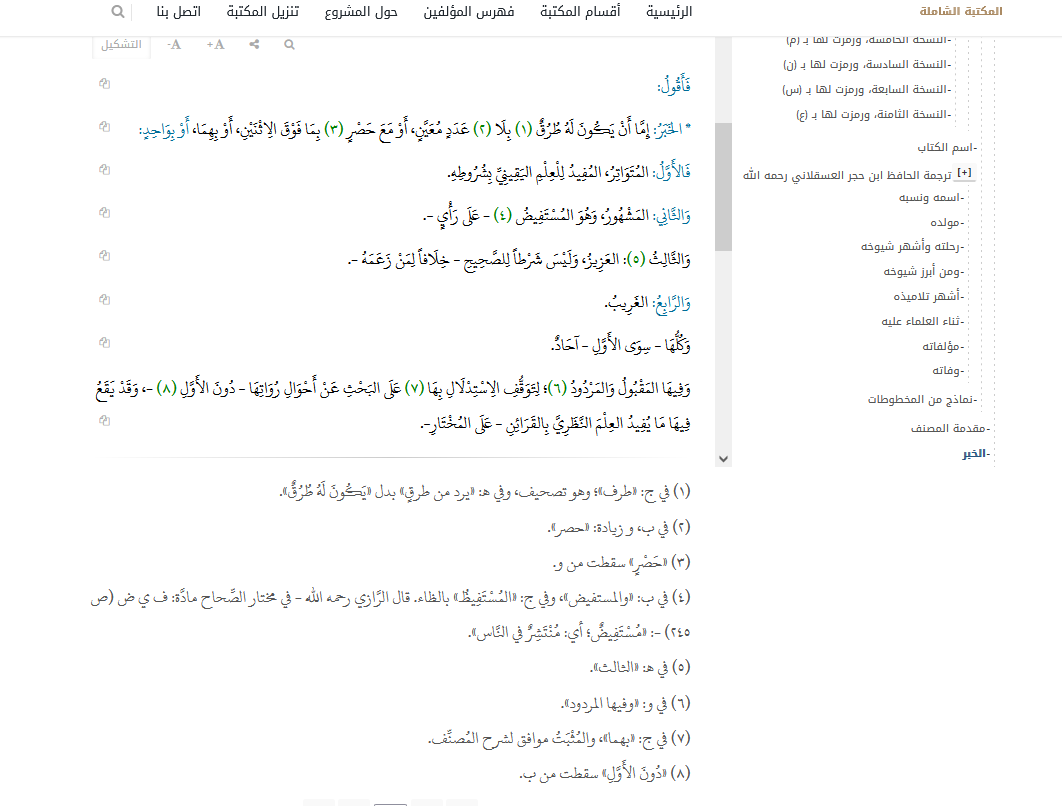 المكتبة الشاملة
الرئيسية أقسام المكتبة فهرس المؤلفين حول المشروع تنزيل المكتبة اتصل بنا
-النسخة الخامسة، ورمزت لها بـ (م)
-النسخة السادسة، ورمزت لها بـ (ن)
-النسخة السابعة، ورمزت لها بـ (س)
-النسخة الثامنة، ورمزت لها بـ (ع)
-اسم الكتاب
[+] ترجمة الحافظ ابن حجر العسقلاني رحمه الله
-اسمه ونسبه
-مولده
-رحلته وأشهر شيوخه
-ومن أبرز شيوخه
-أشهر تلاميذه
-ثناء العلماء عليه
-مؤلفاته
-وفاته
-نماذج من المخطوطات
-مقدمة المصنف
-الخبر
A+ A- التشكيل
فَأَقُولُ:
* الخَبَرُ: إِمَّا أَنْ يَكُونَ لَهُ طُرُقٌ (١) بِلَا (٢) عَدَدٍ مُعَيَّنٍ، أَوْ مَعَ حَصْرٍ (٣) بِمَا فَوْقَ الِاثْنَيْنِ، أَوْ بِهِمَا، أَوْ بِوَاحِدٍ:
فَالأَوَّلُ: المُتَوَاتِرُ، المُفِيدُ لِلْعِلْمِ اليَقِينِيِّ بِشُرُوطِهِ.
وَالثَّانِي: المَشْهُورُ، وَهُوَ المُسْتَفِيضُ (٤) - عَلَى رَأْيٍ -.
وَالثَّالِثُ (٥): العَزِيزُ، وَلَيْسَ شَرْطاً لِلصَّحِيحِ - خِلَافاً لِمَنْ زَعَمَهُ -.
وَالرَّابِعُ: الغَرِيبُ.
وَكُلُّهَا - سِوَى الأَوَّلِ - آحَادٌ.
وَفِيهَا المَقْبُولُ وَالمَرْدُودُ (٦)؛ لِتَوَقُّفِ الِاسْتِدْلَالِ بِهَا (٧) عَلَى البَحْثِ عَنْ أَحْوَالِ رُوَاتِهَا - دُونَ الأَوَّلِ (٨) -، وَقَدْ يَقَعُ
فِيهَا مَا يُفِيدُ العِلْمَ النَّظَرِيَّ بِالقَرَائِنِ - عَلَى المُخْتَارِ-.
(١) في ج: «طرف»؛ وهو تصحيف، وفي هـ: «يرد من طرقٍ» بدل «يَكُونَ لَهُ طُرُقٌ».
(٢) في ب، و زيادة: «حصر».
(٣) «حَصْرٍ» سقطت من و.
(٤) في ب: «والمستفيض»، وفي ج: «المُسْتَفِيظُ» بالظاء. قال الرَّازي رحمه الله - في مختار الصِّحاح مادَّة: ف ي ض (ص
٢٤٥) -: «مُسْتَفِيضٌ؛ أي: مُنْتَشِرٌ في النَّاس».
(٥) في هـ: «الثالث».
(٦) في و: «وفيها المردود».
(٧) في ج: «بهما»، والمُثْبَتُ موافق لشرح المُصنَّف.
(٨) «دُونَ الأَوَّلِ» سقطت من ب.